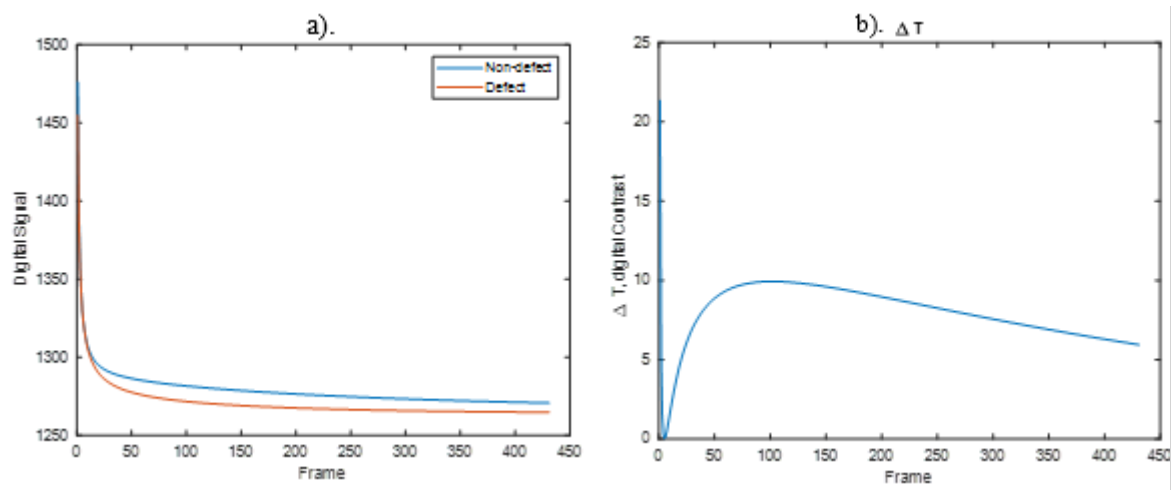 a).
1500
1450
1400
1350
1300
1250
0 50 100 150 200 250 300 350 400 450
Digital Signal
Frame
Non-defect
Defect
b). Δ T
25
20
15
10
5
0
0 50 100 150 200 250 300 350 400 450
Δ T, digital Contrast
Frame